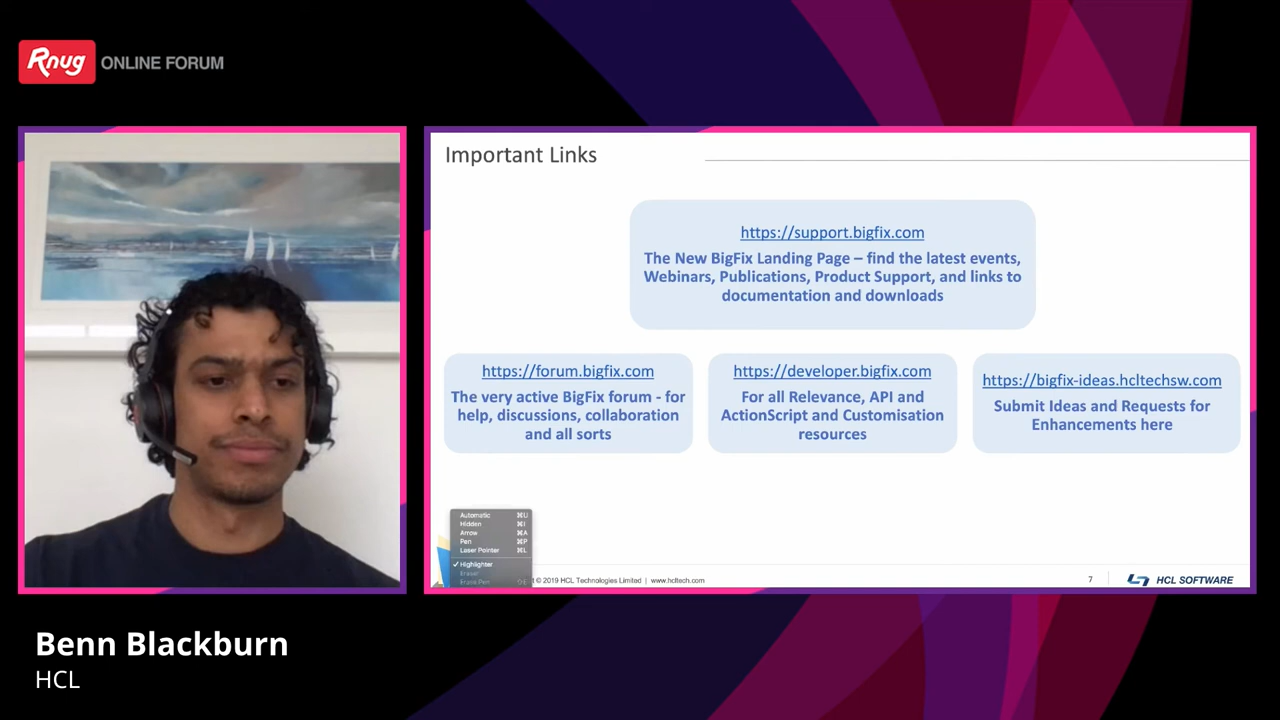 Rnug ONLINE FORUM
Important Links
https://support.bigfix.com
The New BigFix Landing Page – find the latest events,
Webinars, Publications, Product Support, and links to
documentation and downloads
https://forum.bigfix.com
The very active BigFix forum - for
help, discussions, collaboration
and all sorts
https://developer.bigfix.com
For all Relevance, API and
ActionScript and Customisation
resources
https://bigfix-ideas.hcltechsw.com
Submit Ideas and Requests for
Enhancements here
Automatic ⌘U
Hidden ⌘I
Arrow ⌘A
Pen ⌘P
Laser Pointer ⌘L
✓ Highlighter
Eraser
© 2019 HCL Technologies Limited | www.hcltech.com
7
HCL SOFTWARE
Benn Blackburn
HCL